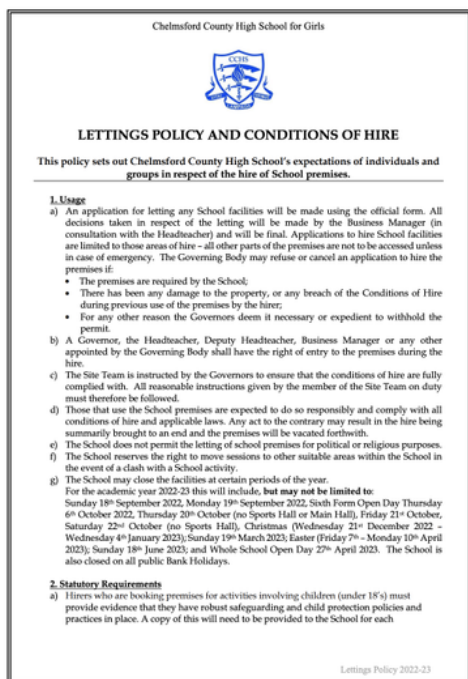 Chelmsford County High School for Girls
CCHS
LETTINGS POLICY AND CONDITIONS OF HIRE
This policy sets out Chelmsford County High School's expectations of individuals and
groups in respect of the hire of School premises.
1. Usage
a) An application for letting any School facilities will be made using the official form. All
decisions taken in respect of the letting will be made by the Business Manager (in
consultation with the Headteacher) and will be final. Applications to hire School facilities
are limited to those areas of hire – all other parts of the premises are not to be accessed unless
in case of emergency. The Governing Body may refuse or cancel an application to hire the
premises if:
• The premises are required by the School;
• There has been any damage to the property, or any breach of the Conditions of Hire
during previous use of the premises by the hirer;
• For any other reason the Governors deem it necessary or expedient to withhold the
permit.
b) A Governor, the Headteacher, Deputy Headteacher, Business Manager or any other
appointed by the Governing Body shall have the right of entry to the premises during the
hire.
c) The Site Team is instructed by the Governors to ensure that the conditions of hire are fully
complied with. All reasonable instructions given by the member of the Site Team on duty
must therefore be followed.
d) Those that use the School premises are expected to do so responsibly and comply with all
conditions of hire and applicable laws. Any act to the contrary may result in the hire being
summarily brought to an end and the premises will be vacated forthwith.
e) The School does not permit the letting of school premises for political or religious purposes.
f) The School reserves the right to move sessions to other suitable areas within the School in
the event of a clash with a School activity.
g) The School may close the facilities at certain periods of the year.
For the academic year 2022-23 this will include, but may not be limited to:
Sunday 18th September 2022, Monday 19th September 2022, Sixth Form Open Day Thursday
6th October 2022, Thursday 20th October (no Sports Hall or Main Hall), Friday 21st October,
Saturday 22nd October (no Sports Hall), Christmas (Wednesday 21st December 2022 –
Wednesday 4th January 2023); Sunday 19th March 2023; Easter (Friday 7th – Monday 10th April
2023); Sunday 18th June 2023; and Whole School Open Day 27th April 2023. The School is
also closed on all public Bank Holidays.
2. Statutory Requirements
a) Hirers who are booking premises for activities involving children (under 18's) must
provide evidence that they have robust safeguarding and child protection policies and
practices in place. A copy of this will need to be provided to the School for each
Lettings Policy 2022-23